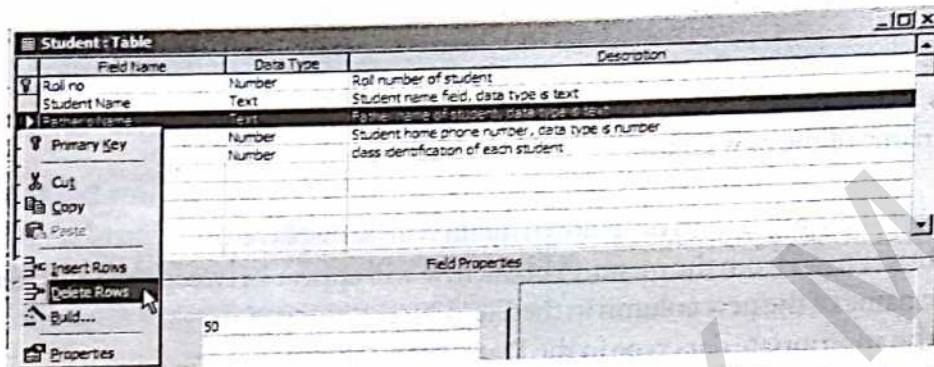 Student : Table
Field Name Data Type Description
Roll no Number Roll number of student
Student Name Text Student name field, data type is text
Father's Name Text Father name of student, data type is text
Number Student home phone number, data type is number
Number class identification of each student
Primary Key
Cut
Copy
Paste
Insert Rows
Delete Rows
Build...
Properties
Field Properties
50